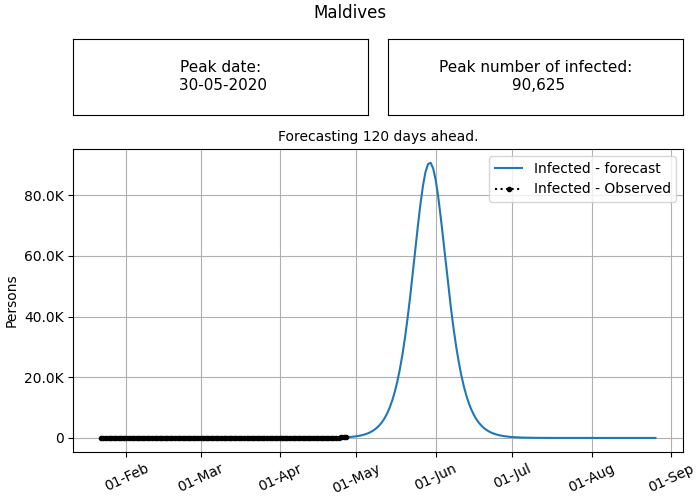 Maldives
Peak date:
30-05-2020
Peak number of infected:
90,625
Forecasting 120 days ahead.
Infected - forecast
Infected - Observed
80.0K
60.0K
40.0K
20.0K
0
Persons
01-Feb
01-Mar
01-Apr
01-May
01-Jun
01-Jul
01-Aug
01-Sep